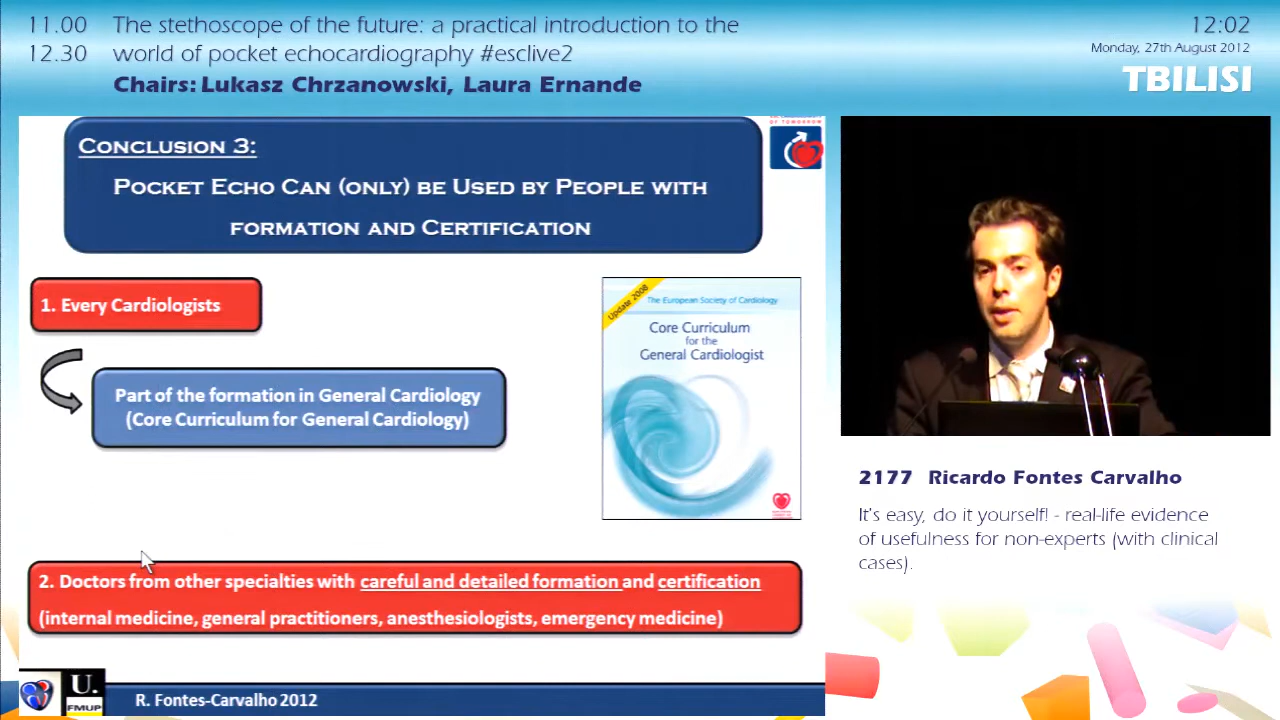 11.00 The stethoscope of the future: a practical introduction to the
12.30 world of pocket echocardiography #esclive2
Chairs: Lukasz Chrzanowski, Laura Ernande
12:02
Monday, 27th August 2012
TBILISI
CONCLUSION 3:
POCKET ECHO CAN (ONLY) BE USED BY PEOPLE WITH
FORMATION AND CERTIFICATION
OF TOMORROW
1. Every Cardiologists
Part of the formation in General Cardiology
(Core Curriculum for General Cardiology)
Update 2008
The European Society of Cardiology
Core Curriculum
for the
General Cardiologist
2. Doctors from other specialties with careful and detailed formation and certification
(internal medicine, general practitioners, anesthesiologists, emergency medicine)
U.
FMUP
R. Fontes-Carvalho 2012
2177 Ricardo Fontes Carvalho
It's easy, do it yourself! - real-life evidence
of usefulness for non-experts (with clinical
cases).